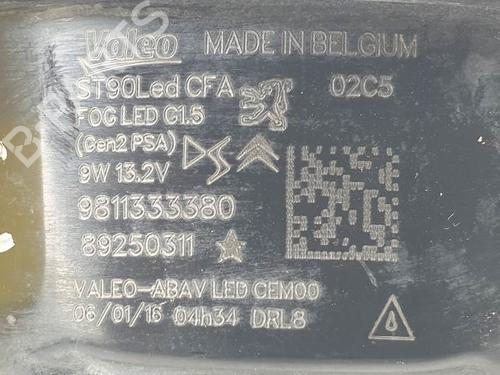 Valeo MADE IN BELGIUM
ST90Led CFA 02C5
FOG LED G1.5
(Gen2 PSA)
9W 13.2V
9811333380
89250311
VALEO-ABAV LED GEM00
06/01/16 04h34 DRL8